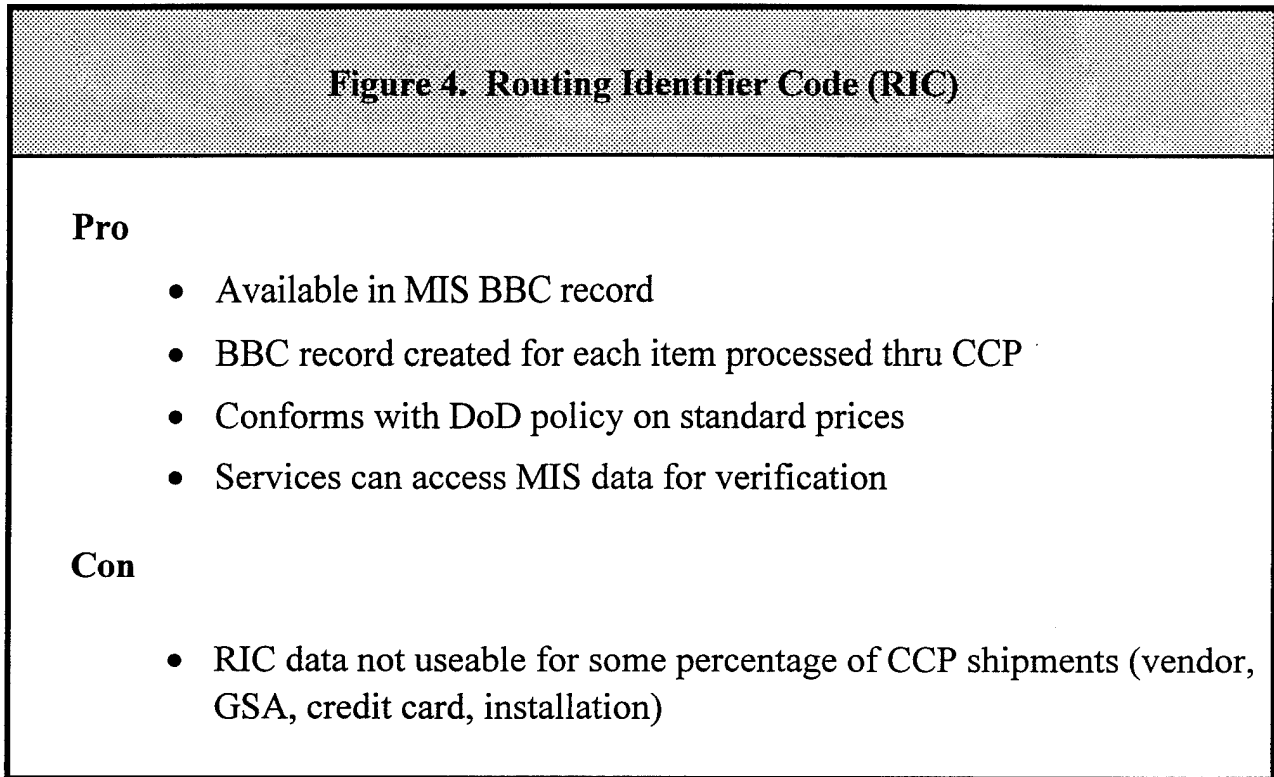 Figure 4. Routing Identifier Code (RIC)
Pro
• Available in MIS BBC record
• BBC record created for each item processed thru CCP
• Conforms with DoD policy on standard prices
• Services can access MIS data for verification
Con
• RIC data not useable for some percentage of CCP shipments (vendor,
GSA, credit card, installation)